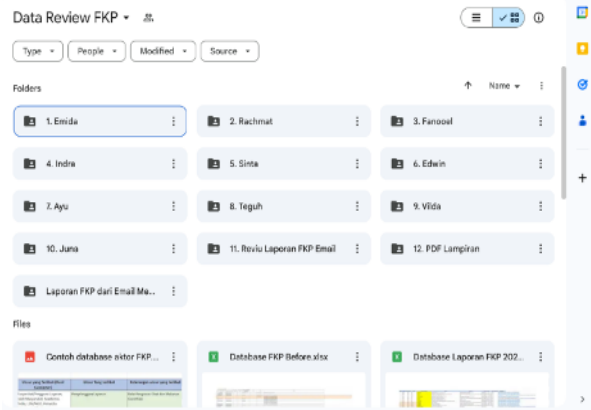 Data Review FKP
Type People Modified Source
Folders
Name
1. Emida
2. Rachmat
3. Fanooel
4. Indra
5. Sinta
6. Edwin
7. Ayu
8. Teguh
9. Vilda
10. Juna
11. Reviu Laporan FKP Email
12. PDF Lampiran
Laporan FKP dari Email Ma...
Files
Contoh database aktor FKP...
Database FKP Before.xlsx
Database Laporan FKP 202...